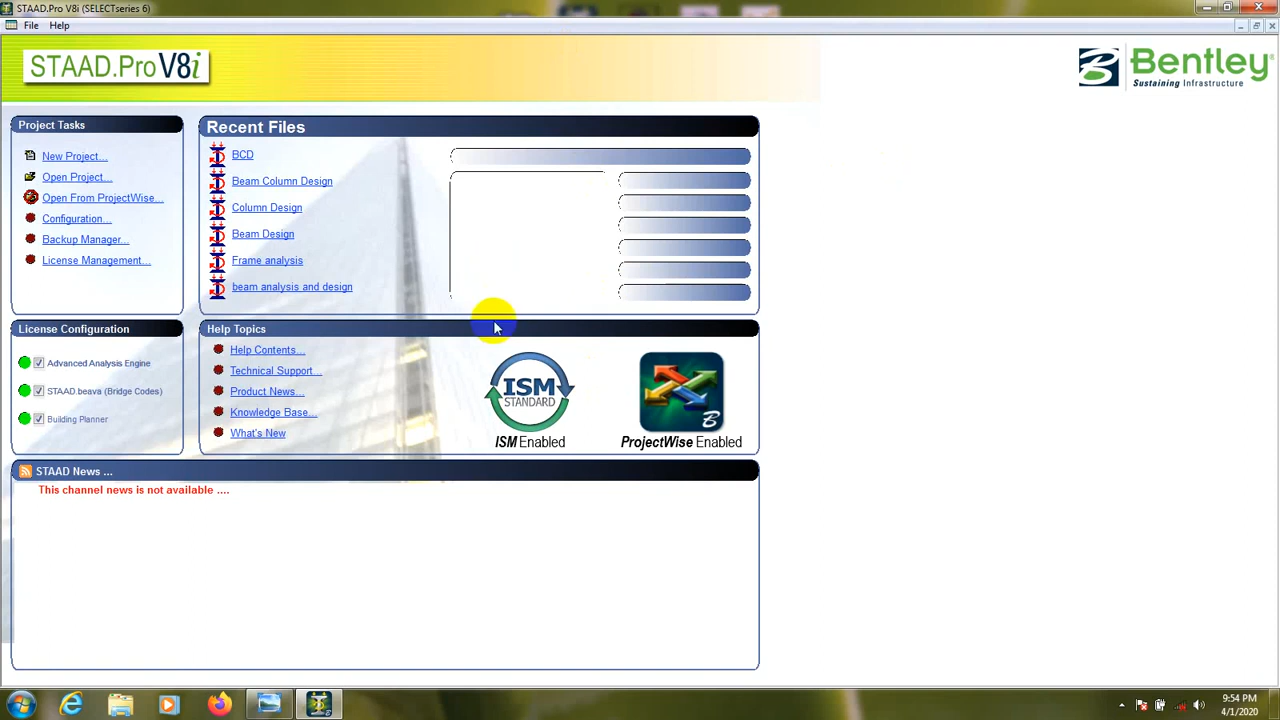 STAAD.Pro V8i (SELECTseries 6)
File Help
STAAD.ProV8i
Bentley
Sustaining Infrastructure
Project Tasks
New Project...
Open Project...
Open From ProjectWise...
Configuration...
Backup Manager...
License Management...
Recent Files
BCD
Beam Column Design
Column Design
Beam Design
Frame analysis
beam analysis and design
License Configuration
Advanced Analysis Engine
STAAD.beava (Bridge Codes)
Building Planner
Help Topics
Help Contents...
Technical Support...
Product News...
Knowledge Base...
What's New
ISM
STANDARD
ISM Enabled
B
ProjectWise Enabled
STAAD News ...
This channel news is not available ....
9:54 PM
4/1/2020